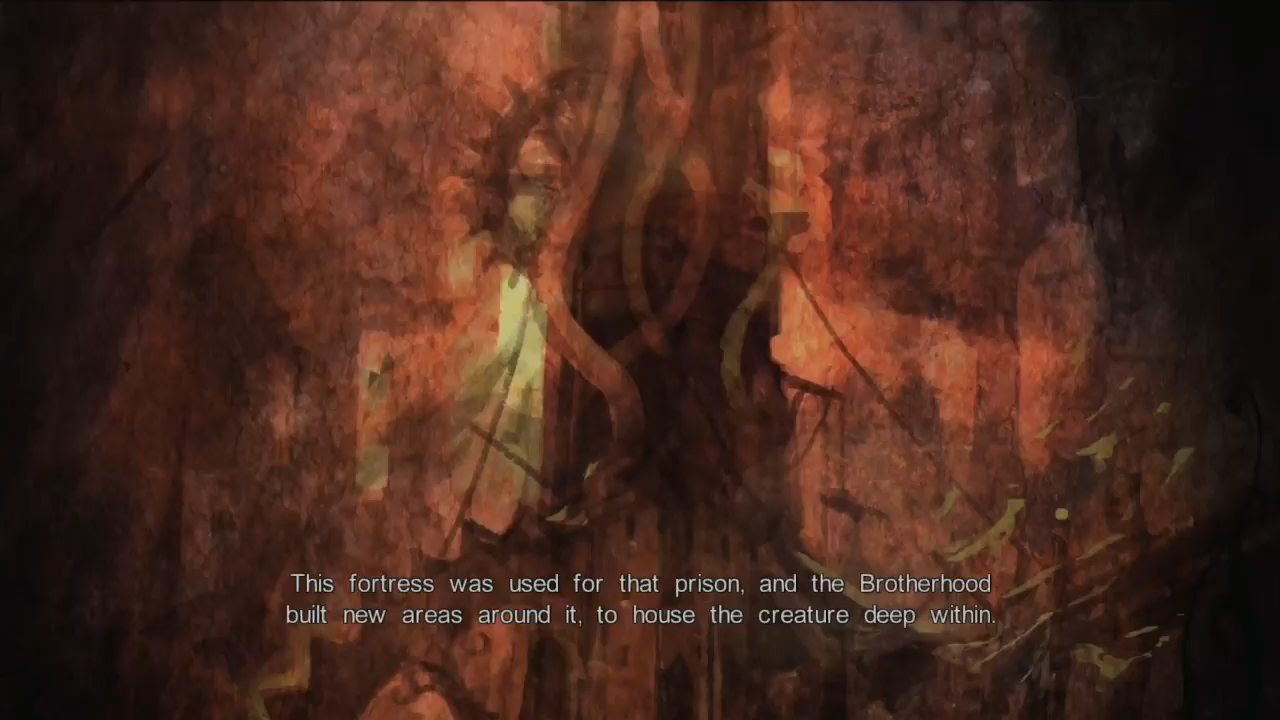 This fortress was used for that prison, and the Brotherhood
built new areas around it, to house the creature deep within.